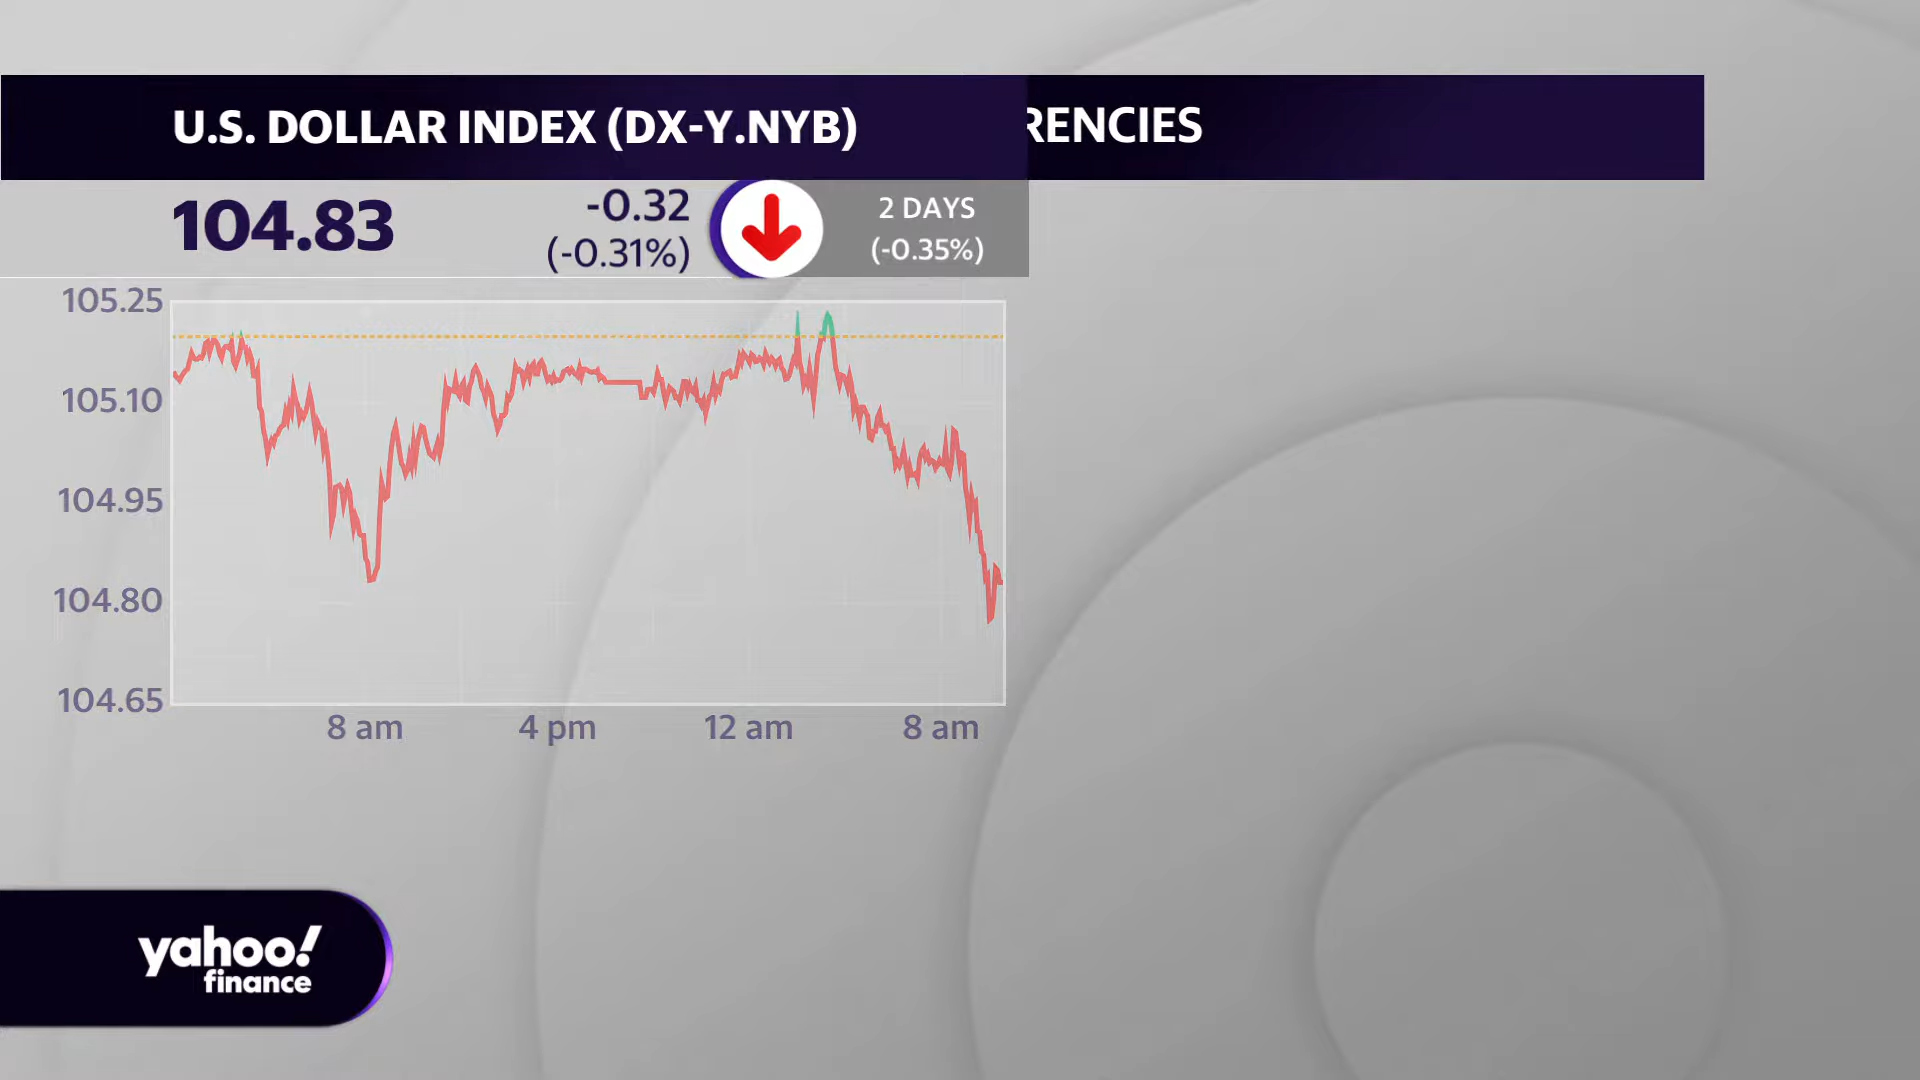 U.S. DOLLAR INDEX (DX-Y.NYB)
RENCIES
104.83
-0.32
(-0.31%)
2 DAYS
(-0.35%)
105.25
105.10
104.95
104.80
104.65
8 am
4 pm
12 am
8 am
yahoo!
finance